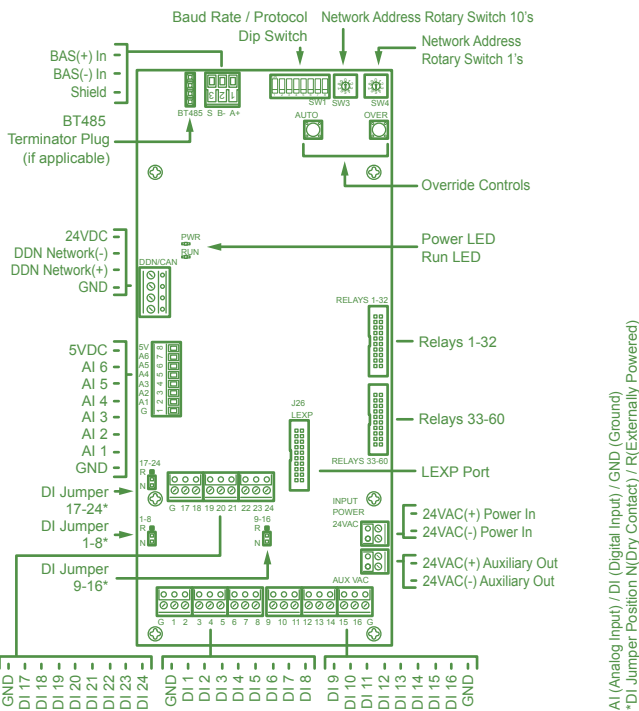 Baud Rate / Protocol
Dip Switch
Network Address Rotary Switch 10's
Network Address
Rotary Switch 1's
BAS(+) In
BAS(-) In
Shield
BT485
Terminator Plug
(if applicable)
BT485
3 2 1
S B- A+
SW1
SW3
SW4
AUTO
OVER
Override Controls
24VDC
DDN Network(-)
DDN Network(+)
GND
PWR
RUN
DDN/CAN
Power LED
Run LED
RELAYS 1-32
Relays 1-32
5VDC
AI 6
AI 5
AI 4
AI 3
AI 2
AI 1
GND
5V
A6
A5
A4
A3
A2
A1
G
8
7
6
5
4
3
2
1
J26
LEXP
Relays 33-60
RELAYS 33-60
LEXP Port
DI Jumper
17-24*
DI Jumper
1-8*
DI Jumper
9-16*
17-24
R
N
1-8
R
N
9-16
R
N
G 17 18 19 20 21 22 23 24
INPUT
POWER
24VAC
24VAC(+) Power In
24VAC(-) Power In
24VAC(+) Auxiliary Out
24VAC(-) Auxiliary Out
AUX VAC
G 1 2 3 4 5 6 7 8 9 10 11 12 13 14 15 16 G
GND
DI 17
DI 18
DI 19
DI 20
DI 21
DI 22
DI 23
DI 24
GND
DI 1
DI 2
DI 3
DI 4
DI 5
DI 6
DI 7
DI 8
DI 9
DI 10
DI 11
DI 12
DI 13
DI 14
DI 15
DI 16
GND
AI (Analog Input) / DI (Digital Input) / GND (Ground)
*DI Jumper Position N(Dry Contact) / R(Externally Powered)